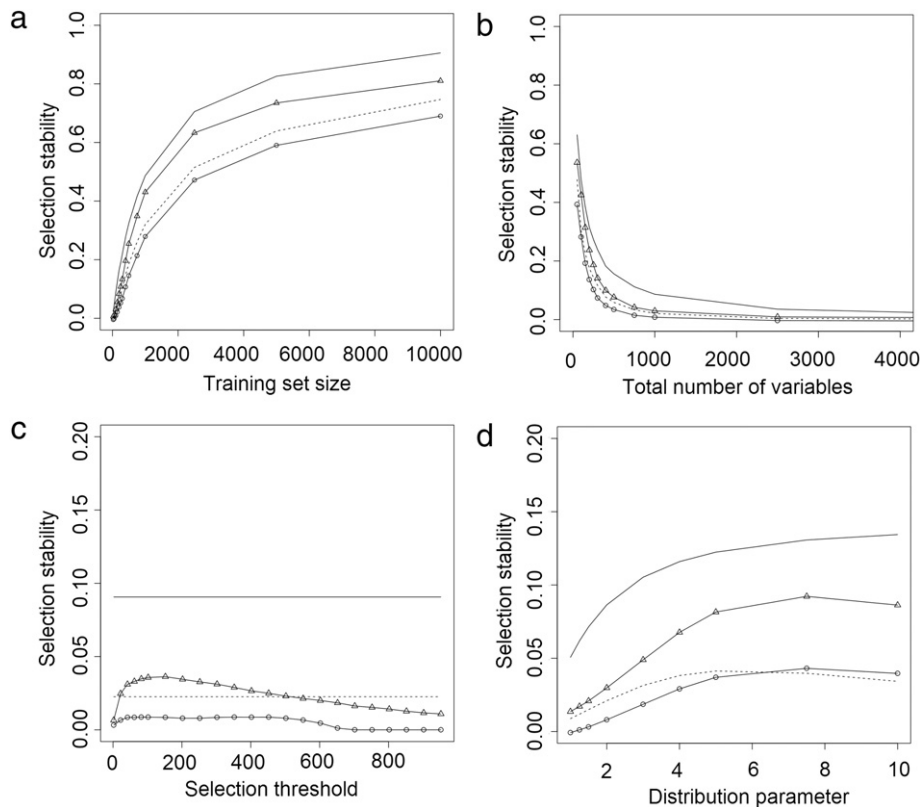 a
Selection stability
0.0 0.2 0.4 0.6 0.8 1.0
0 2000 4000 6000 8000 10000
Training set size
b
Selection stability
0.0 0.2 0.4 0.6 0.8 1.0
0 1000 2000 3000 4000
Total number of variables
c
Selection stability
0.00 0.05 0.10 0.15 0.20
0 200 400 600 800
Selection threshold
d
Selection stability
0.00 0.05 0.10 0.15 0.20
2 4 6 8 10
Distribution parameter